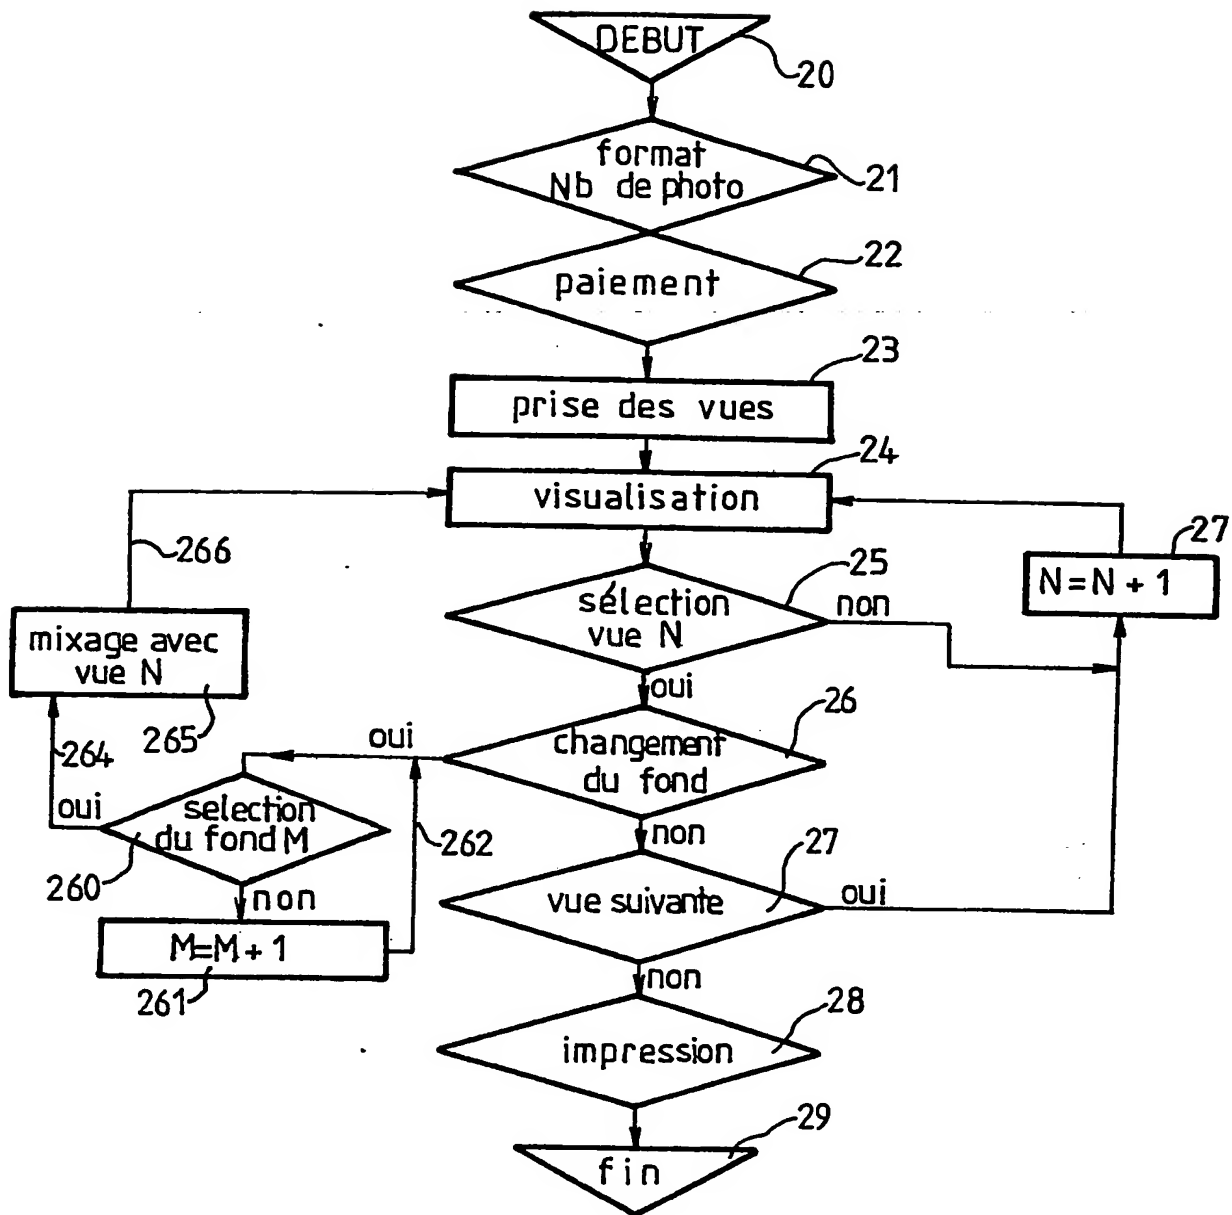 DEBUT
20
format
Nb de photo
21
22
paiement
23
prise des vues
24
visualisation
266
27
N=N+1
25
sélection
vue N
non
mixage avec
vue N
265
oui
264
oui
26
changement
du fond
oui
selection
du fond M
260
262
non
non
27
vue suivante
oui
M=M+1
261
non
28
impression
29
fin